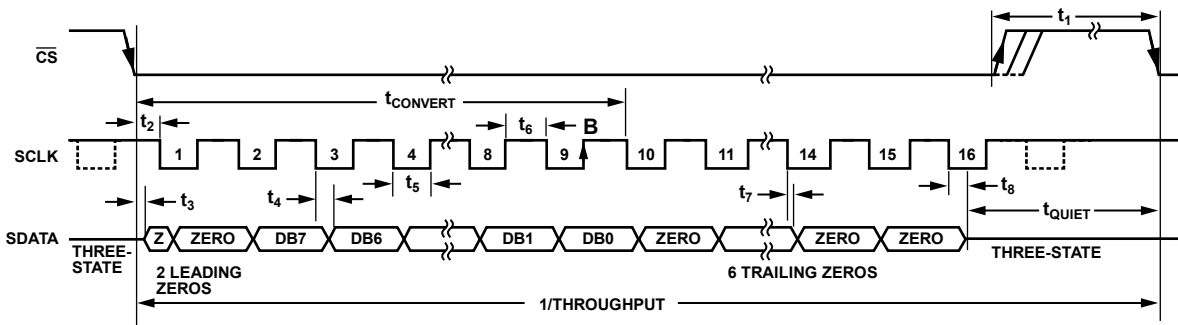 t1
CS
tCONVERT
t2
t6
B
SCLK
1
2
3
4
8
9
10
11
14
15
16
t3
t4
t5
t7
t8
tQUIET
SDATA
Z
ZERO
DB7
DB6
DB1
DB0
ZERO
ZERO
ZERO
THREE-
STATE
2 LEADING
ZEROS
6 TRAILING ZEROS
THREE-STATE
1/THROUGHPUT